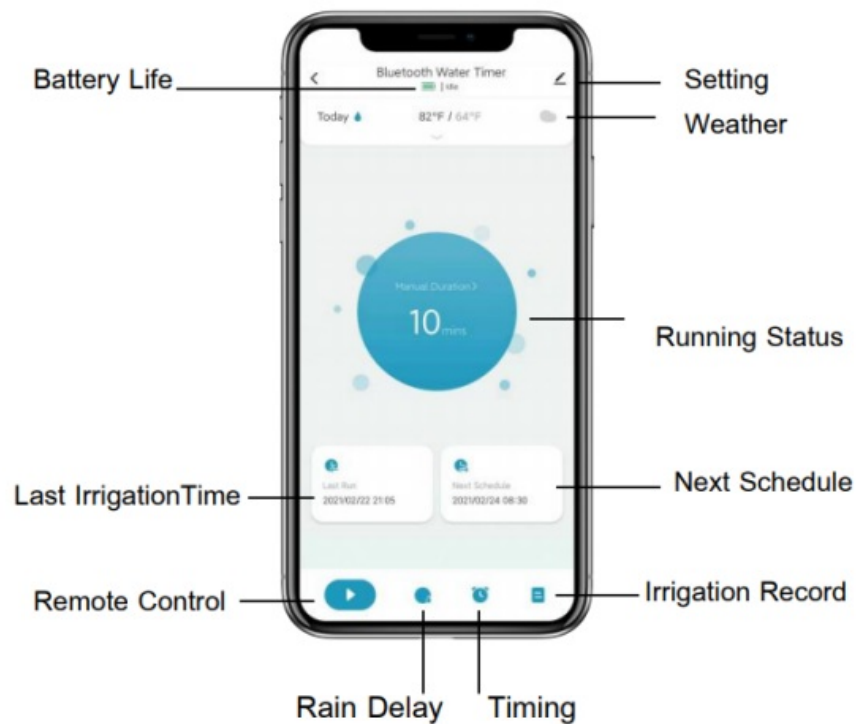 Battery Life
Bluetooth Water Timer
Idle
Setting
Today 82°F / 64°F
Weather
Manual Duration>
10 mins
Running Status
Last Run
2021/02/22 21:05
Next Schedule
2021/02/24 08:30
Last IrrigationTime
Next Schedule
Remote Control
Irrigation Record
Rain Delay
Timing